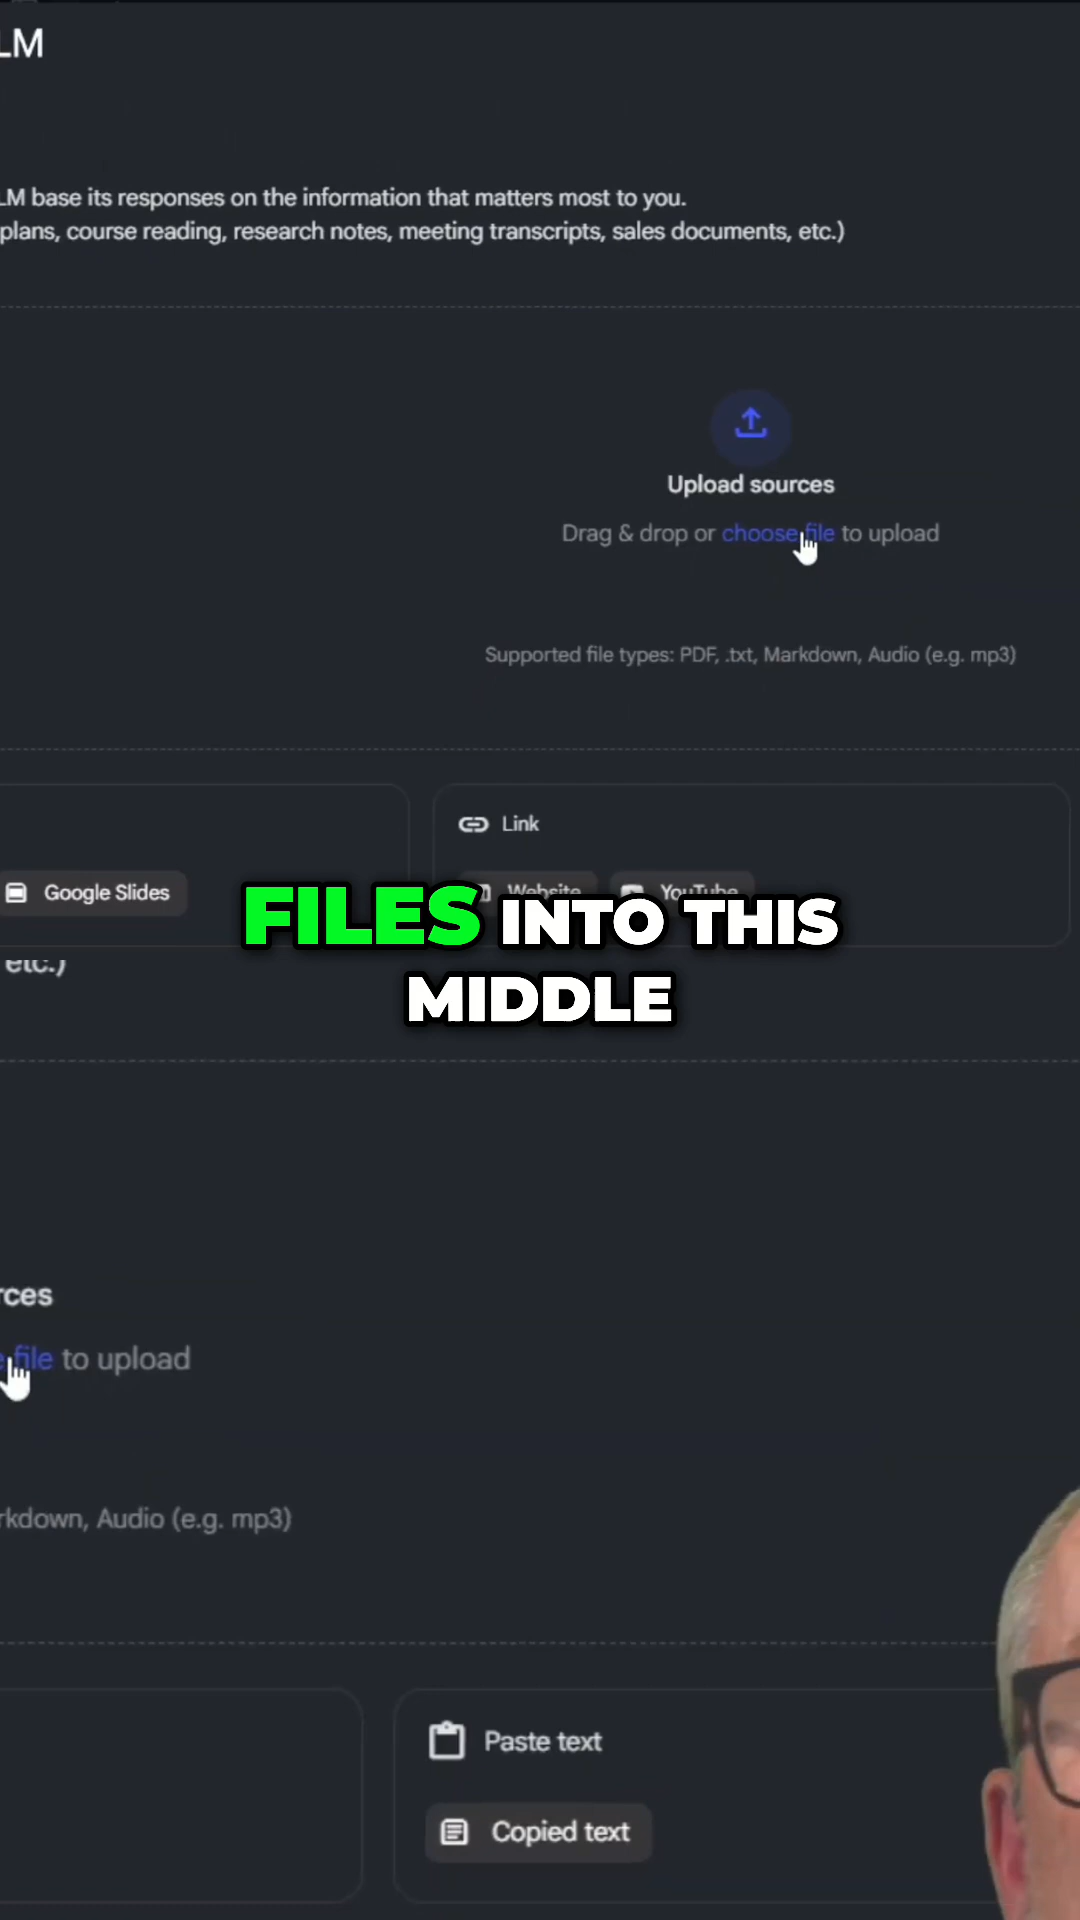 LM
LM base its responses on the information that matters most to you.
plans, course reading, research notes, meeting transcripts, sales documents, etc.)
Upload sources
Drag & drop or choose file to upload
Supported file types: PDF, .txt, Markdown, Audio (e.g. mp3)
Link
Google Slides
Website
YouTube
FILES INTO THIS
MIDDLE
etc.)
rces
e file to upload
rkdown, Audio (e.g. mp3)
Paste text
Copied text